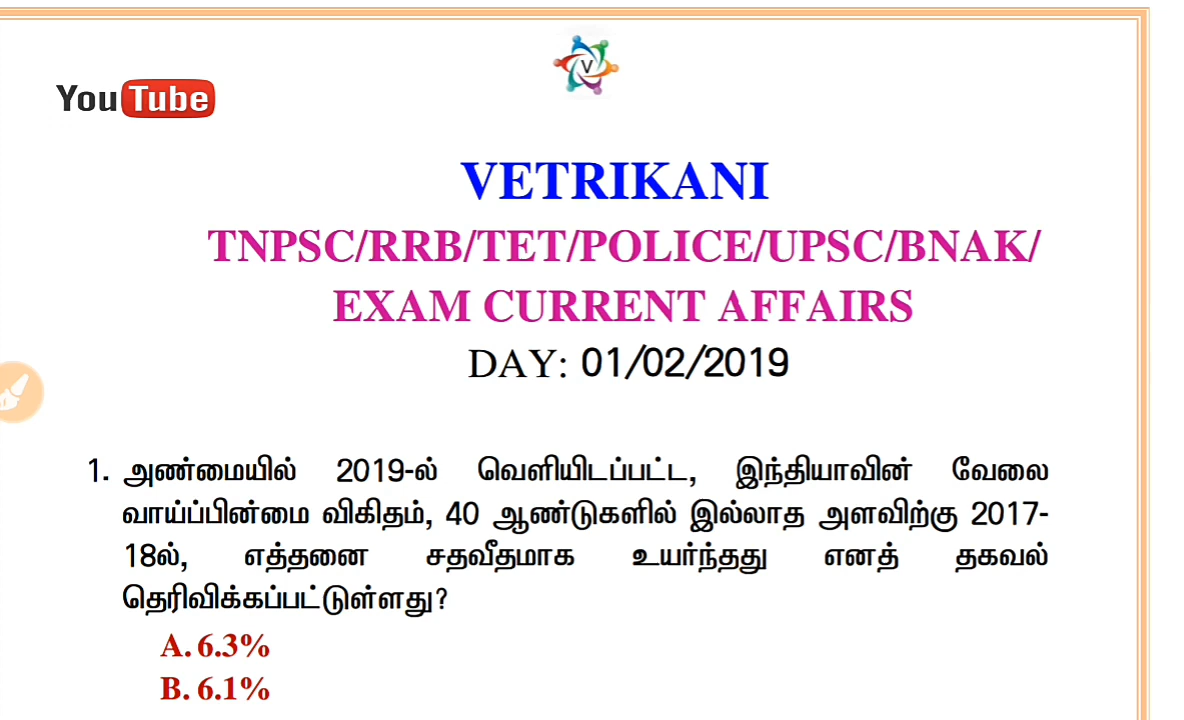 V
YouTube
VETRIKANI
TNPSC/RRB/TET/POLICE/UPSC/BNAK/
EXAM CURRENT AFFAIRS
DAY: 01/02/2019
1. அண்மையில் 2019-ல் வெளியிடப்பட்ட, இந்தியாவின் வேலை
வாய்ப்பின்மை விகிதம், 40 ஆண்டுகளில் இல்லாத அளவிற்கு 2017-
18ல், எத்தனை சதவீதமாக உயர்ந்தது எனத் தகவல்
தெரிவிக்கப்பட்டுள்ளது?
A. 6.3%
B. 6.1%